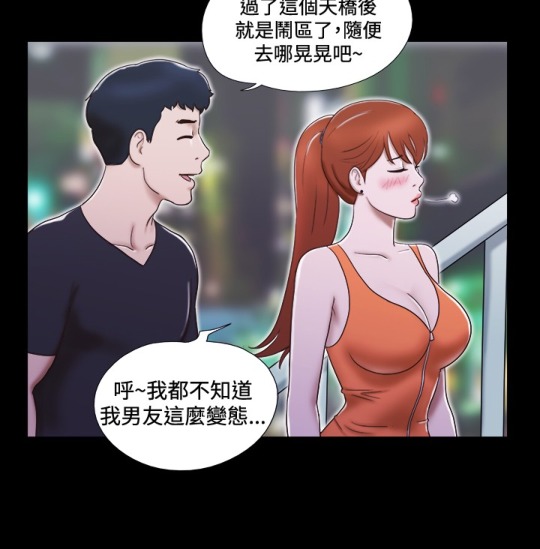 過了這個天橋後
就是鬧區了，隨便
去哪晃晃吧~
呼~我都不知道
我男友這麼變態...